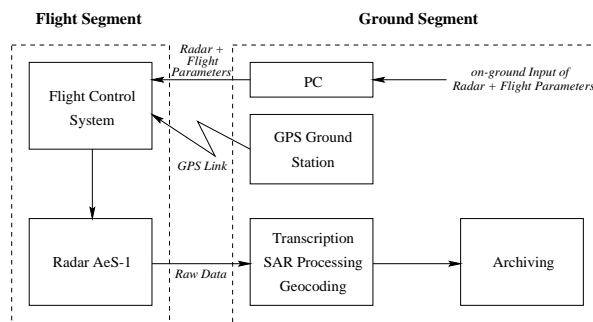 Flight Segment
Ground Segment
Radar +
Flight
Parameters
Flight Control
System
PC
on-ground Input of
Radar + Flight Parameters
GPS Link
GPS Ground
Station
Radar AeS-1
Raw Data
Transcription
SAR Processing
Geocoding
Archiving